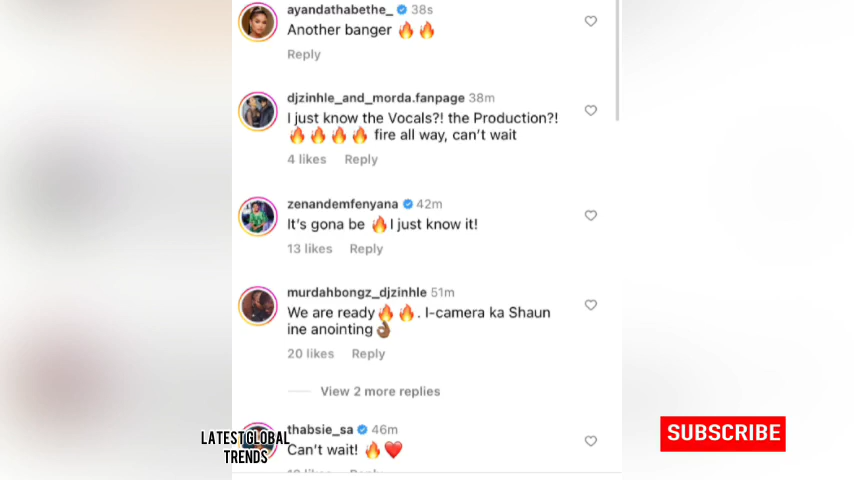 ayandathabethe_ 38s
Another banger 🔥🔥
Reply
djzinhle_and_morda.fanpage 38m
I just know the Vocals?! the Production?!
🔥🔥🔥🔥 fire all way, can't wait
4 likes Reply
zenandemfenyana 42m
It's gona be 🔥I just know it!
13 likes Reply
murdahbongz_djzinhle 51m
We are ready🔥🔥. I-camera ka Shaun
ine anointing👌🏾
20 likes Reply
View 2 more replies
thabsie_sa 46m
Can't wait! 🔥❤️
LATEST GLOBAL
TRENDS
SUBSCRIBE